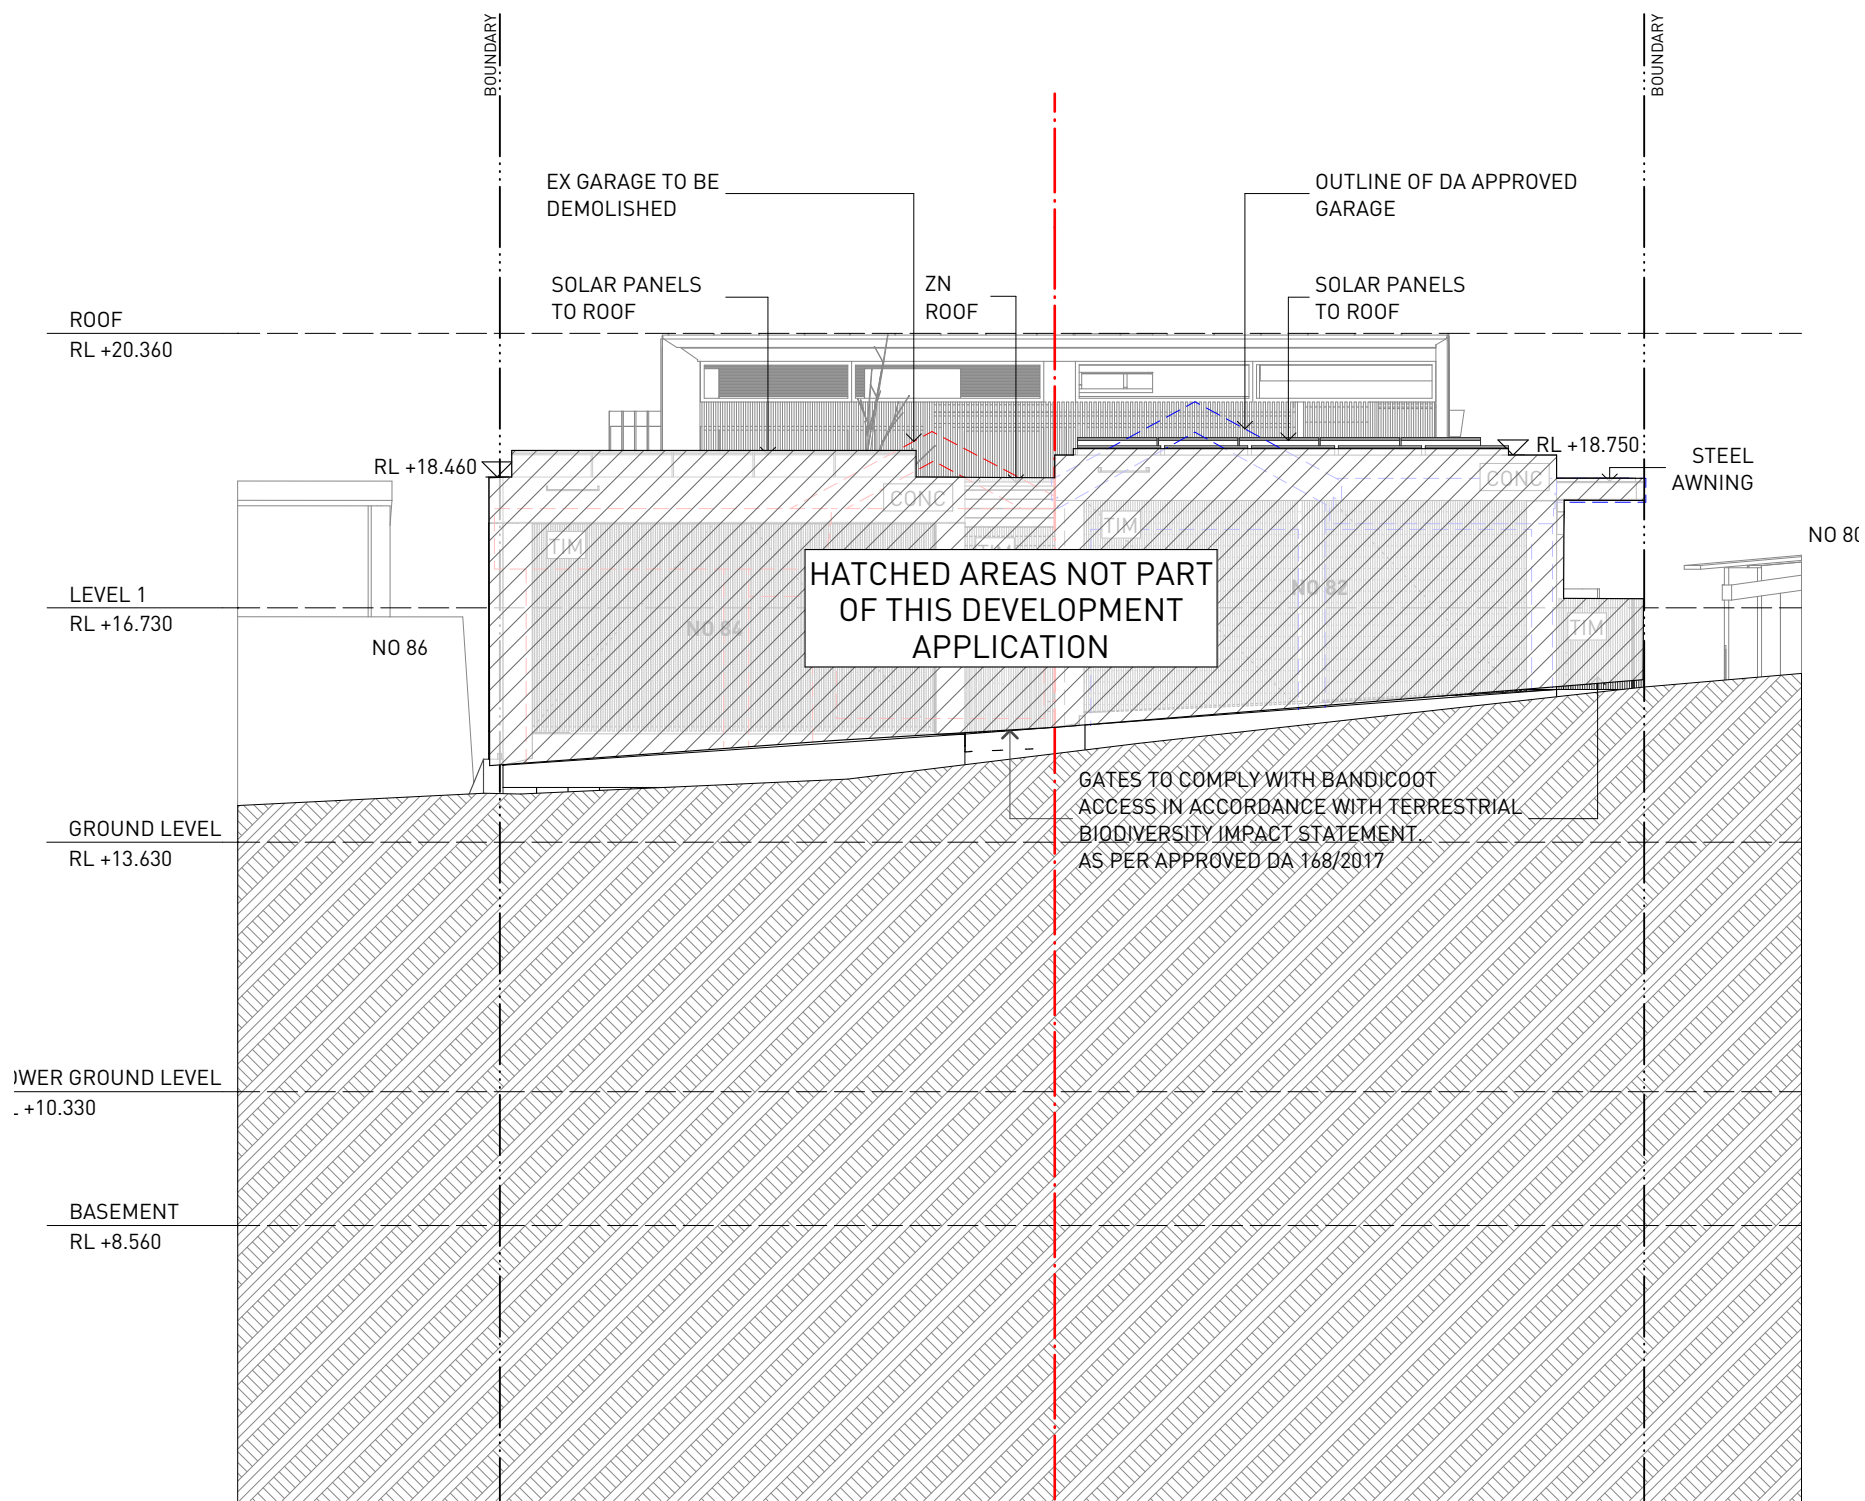 BOUNDARY
BOUNDARY
EX GARAGE TO BE
DEMOLISHED
OUTLINE OF DA APPROVED
GARAGE
SOLAR PANELS
TO ROOF
ZN
ROOF
SOLAR PANELS
TO ROOF
ROOF
RL +20.360
RL +18.460
RL +18.750
STEEL
AWNING
CONC
CONC
TIM
TIM
NO 80
HATCHED AREAS NOT PART
OF THIS DEVELOPMENT
APPLICATION
LEVEL 1
RL +16.730
NO 86
NO 84
NO 82
TIM
GATES TO COMPLY WITH BANDICOOT
ACCESS IN ACCORDANCE WITH TERRESTRIAL
BIODIVERSITY IMPACT STATEMENT.
AS PER APPROVED DA 168/2017
GROUND LEVEL
RL +13.630
OWER GROUND LEVEL
+10.330
BASEMENT
RL +8.560